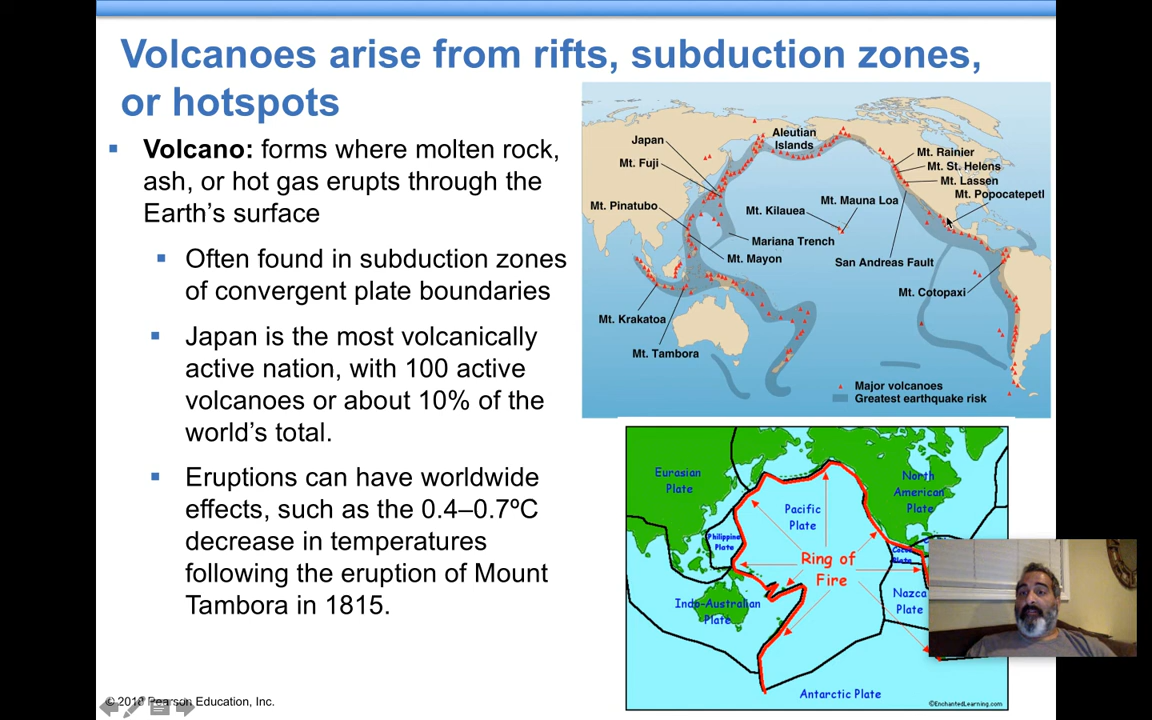 Volcanoes arise from rifts, subduction zones,
or hotspots
Volcano: forms where molten rock,
ash, or hot gas erupts through the
Earth's surface
Often found in subduction zones
of convergent plate boundaries
Japan is the most volcanically
active nation, with 100 active
volcanoes or about 10% of the
world's total.
Eruptions can have worldwide
effects, such as the 0.4–0.7ºC
decrease in temperatures
following the eruption of Mount
Tambora in 1815.
Japan
Mt. Fuji
Mt. Pinatubo
Aleutian
Islands
Mt. Kilauea
Mt. Mauna Loa
Mariana Trench
Mt. Mayon
Mt. Krakatoa
Mt. Tambora
Mt. Rainier
Mt. St. Helens
Mt. Lassen
Mt. Popocatepetl
San Andreas Fault
Mt. Cotopaxi
Major volcanoes
Greatest earthquake risk
Eurasian
Plate
North
American
Plate
Pacific
Plate
Philippine
Plate
Ring of
Fire
Indo-Australian
Plate
Nazca
Plate
Antarctic Plate
©EnchantedLearning.com
Pearson Education, Inc.